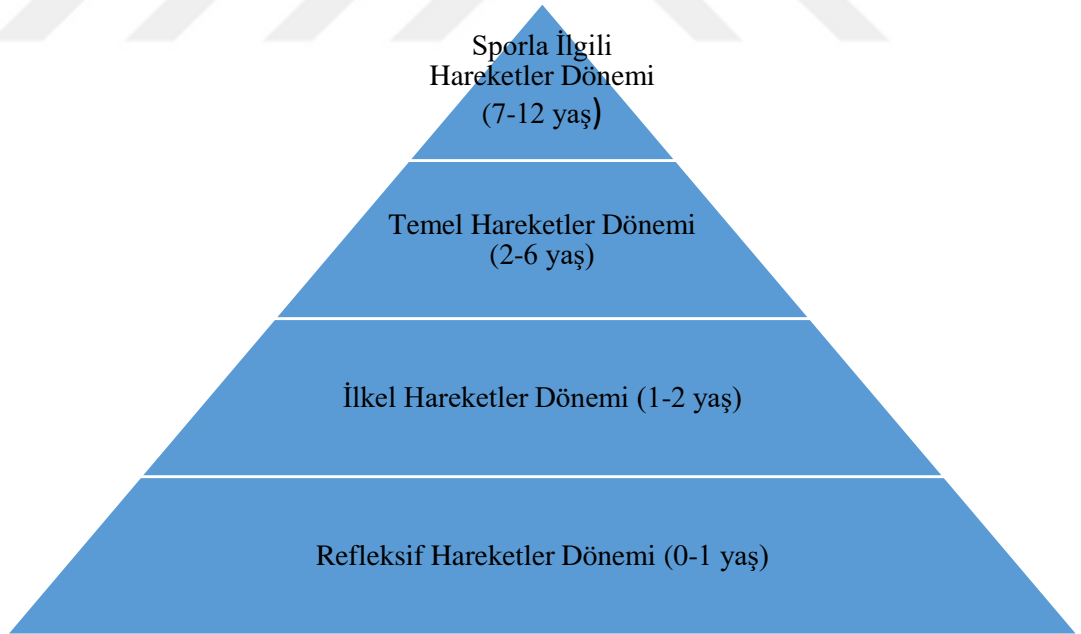 Sporla İlgili
Hareketler Dönemi
(7-12 yaş)
Temel Hareketler Dönemi
(2-6 yaş)
İlkel Hareketler Dönemi (1-2 yaş)
Refleksif Hareketler Dönemi (0-1 yaş)